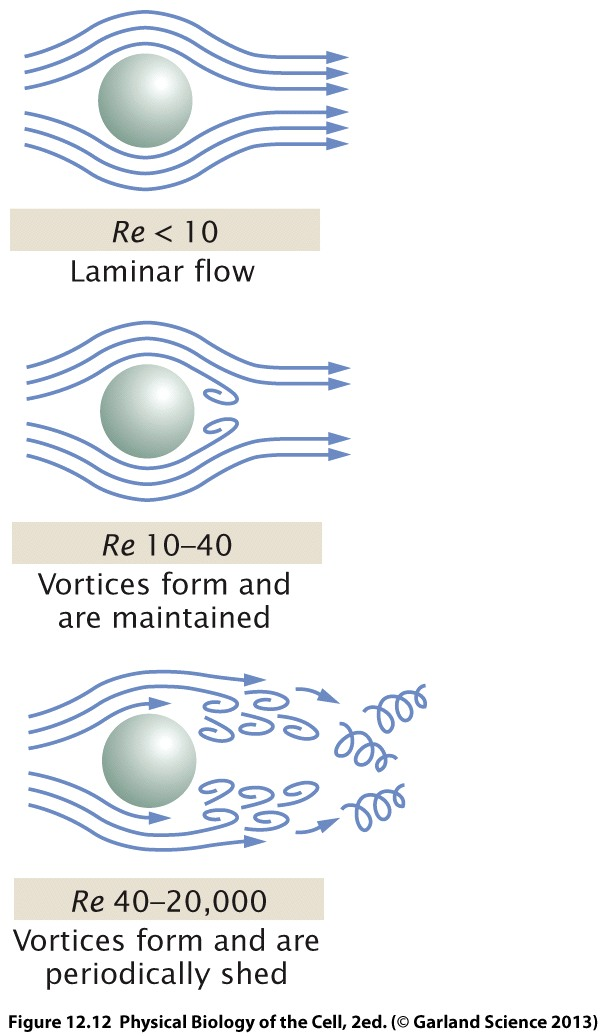 Re < 10
Laminar flow
Re 10–40
Vortices form and
are maintained
Re 40–20,000
Vortices form and are
periodically shed
Figure 12.12 Physical Biology of the Cell, 2ed. (© Garland Science 2013)